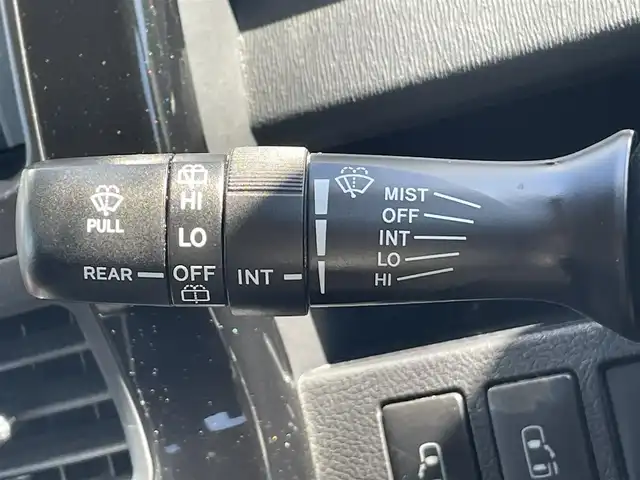 PULL
REAR
HI
LO
OFF
INT
MIST
OFF
INT
LO
HI